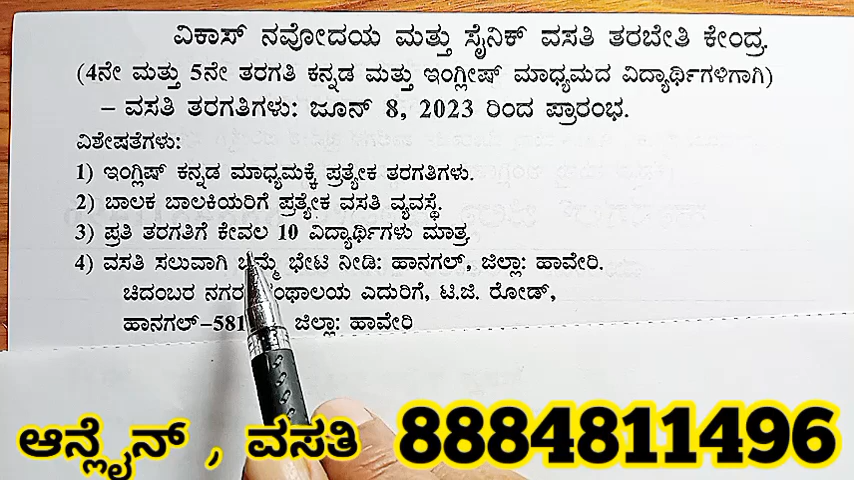 ವಿಕಾಸ್ ನವೋದಯ ಮತ್ತು ಸೈನಿಕ್ ವಸತಿ ತರಬೇತಿ ಕೇಂದ್ರ.
(4ನೇ ಮತ್ತು 5ನೇ ತರಗತಿ ಕನ್ನಡ ಮತ್ತು ಇಂಗ್ಲೀಷ್ ಮಾಧ್ಯಮದ ವಿದ್ಯಾರ್ಥಿಗಳಿಗಾಗಿ)
– ವಸತಿ ತರಗತಿಗಳು: ಜೂನ್ 8, 2023 ರಿಂದ ಪ್ರಾರಂಭ.
ವಿಶೇಷತೆಗಳು:
1) ಇಂಗ್ಲಿಷ್ ಕನ್ನಡ ಮಾಧ್ಯಮಕ್ಕೆ ಪ್ರತ್ಯೇಕ ತರಗತಿಗಳು.
2) ಬಾಲಕ ಬಾಲಕಿಯರಿಗೆ ಪ್ರತ್ಯೇಕ ವಸತಿ ವ್ಯವಸ್ಥೆ.
3) ಪ್ರತಿ ತರಗತಿಗೆ ಕೇವಲ 10 ವಿದ್ಯಾರ್ಥಿಗಳು ಮಾತ್ರ.
4) ವಸತಿ ಸಲುವಾಗಿ ಭೇಟಿ ನೀಡಿ: ಹಾನಗಲ್, ಜಿಲ್ಲಾ: ಹಾವೇರಿ.
ಚಿದಂಬರ ನಗರ ಎದುರಿಗೆ, ಟಿ.ಜಿ. ರೋಡ್,
ಹಾನಗಲ್–581 ಜಿಲ್ಲಾ: ಹಾವೇರಿ
ಆನ್ಲೈನ್ , ವಸತಿ 8884811496